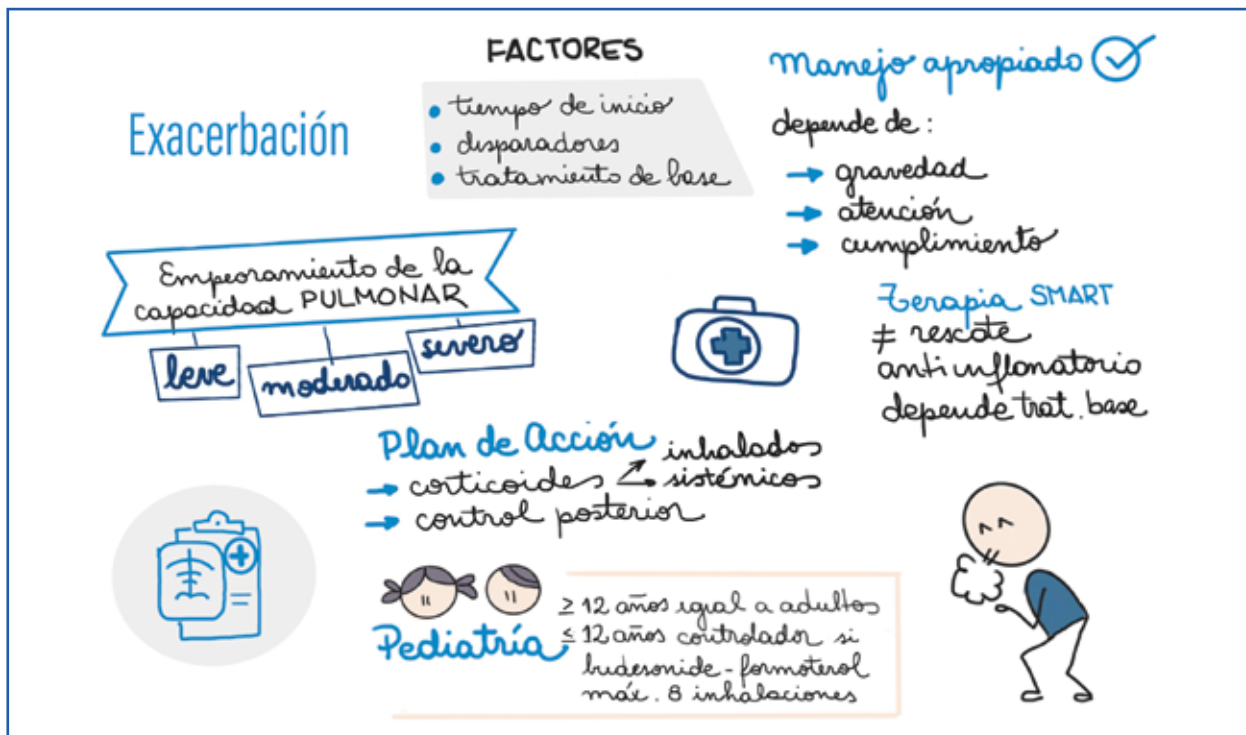 Exacerbación
FACTORES
• tiempo de inicio
• disparadores
• tratamiento de base
Manejo apropiado
depende de:
→ gravedad
→ atención
→ cumplimiento
Empeoramiento de la
capacidad PULMONAR
leve
moderado
severo
Terapia SMART
≠ rescate
antiinflamatorio
depende trat. base
Plan de Acción
→ corticoides
inhalados
sistémicos
→ control posterior
Pediatría
≥ 12 años igual a adultos
≤ 12 años controlador si
budesonide-formoterol
máx. 8 inhalaciones